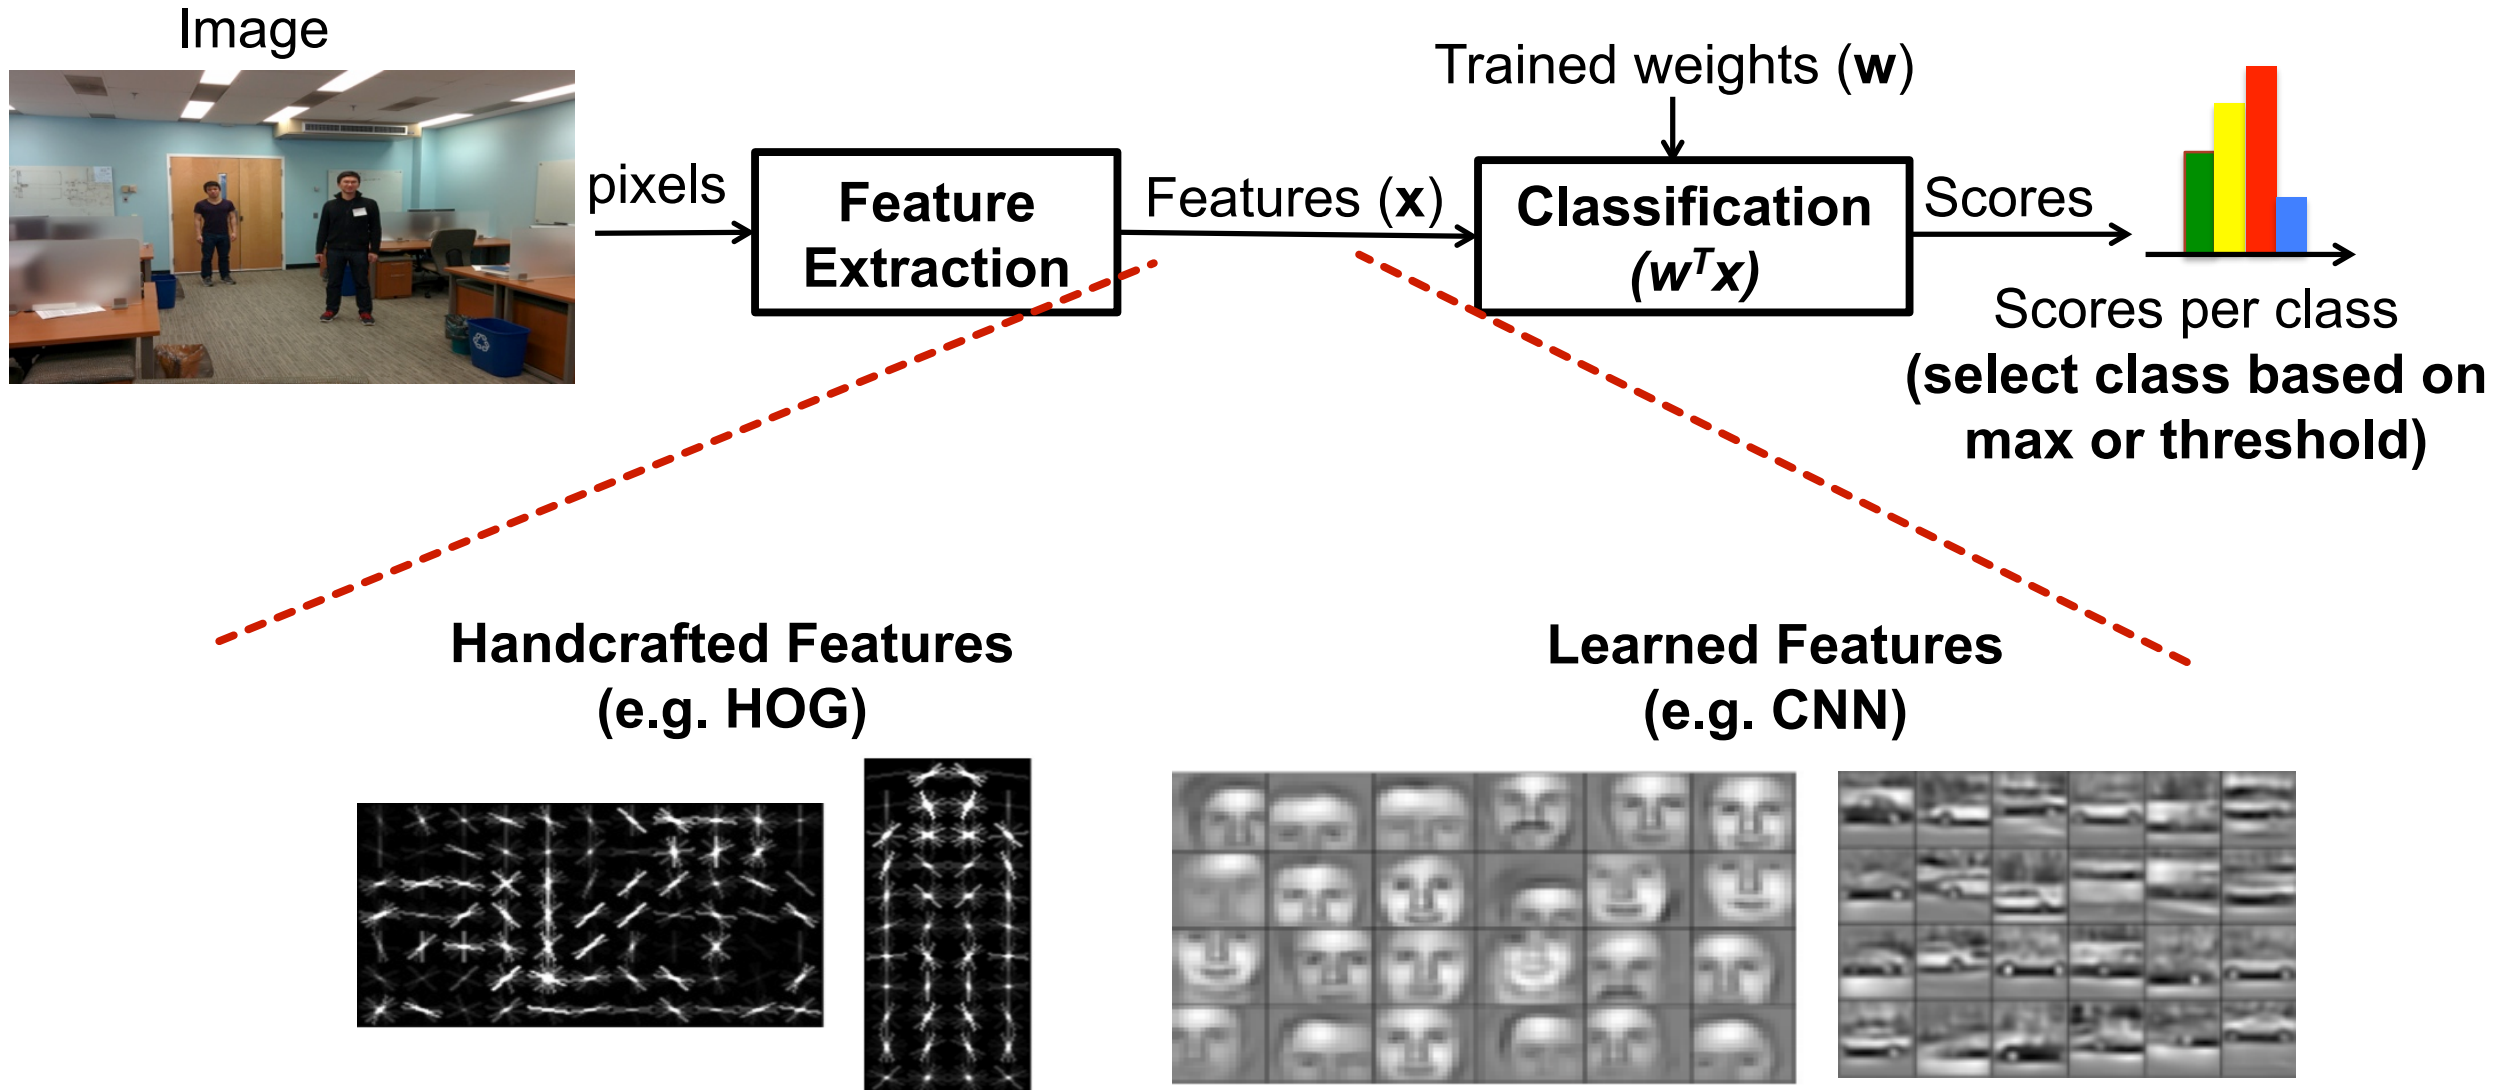 Image
pixels
Feature
Extraction
Features (x)
Trained weights (w)
Classification
(wᵀx)
Scores
Scores per class
(select class based on
max or threshold)
Handcrafted Features
(e.g. HOG)
Learned Features
(e.g. CNN)